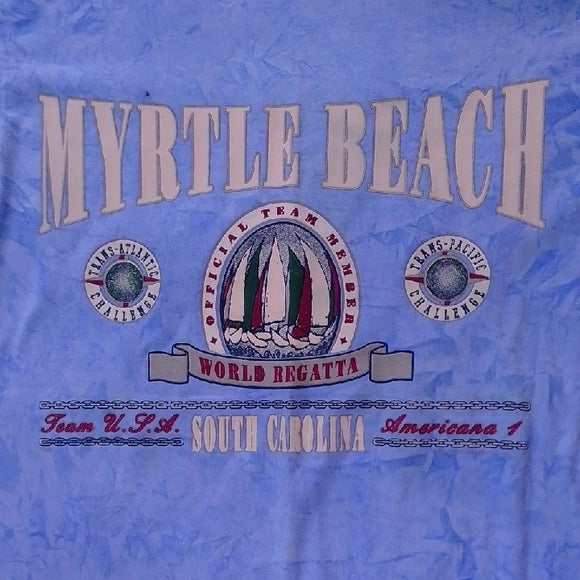 MYRTLE BEACH
TRANS-ATLANTIC
CHALLENGE
OFFICIAL TEAM MEMBER
TRANS-PACIFIC
CHALLENGE
WORLD REGATTA
Team U.S.A.
SOUTH CAROLINA
Americana 1